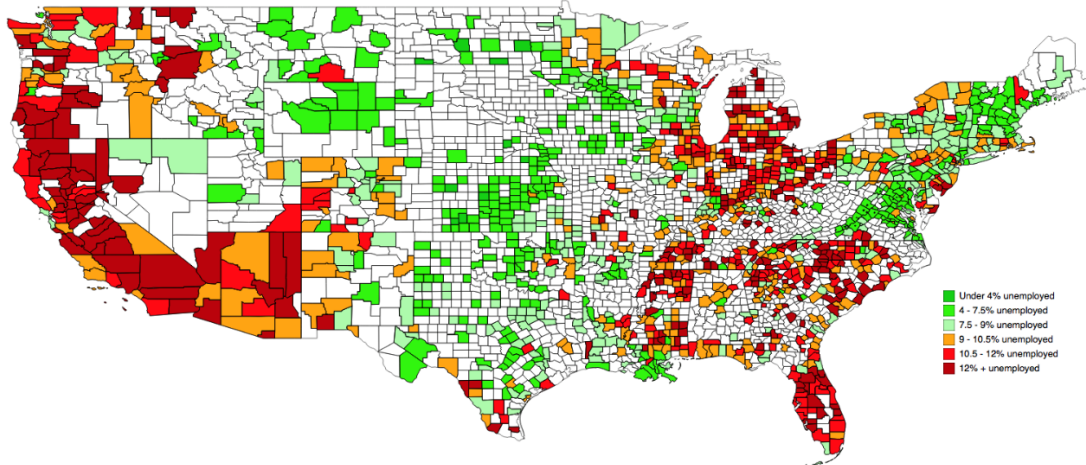 Under 4% unemployed
4 - 7.5% unemployed
7.5 - 9% unemployed
9 - 10.5% unemployed
10.5 - 12% unemployed
12% + unemployed